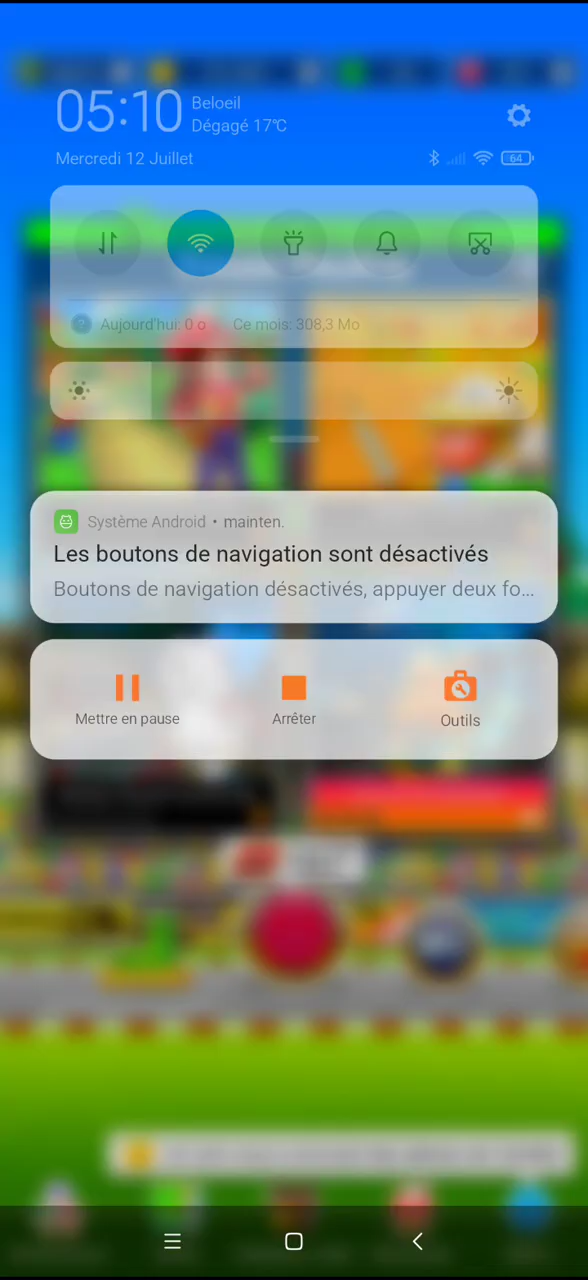 05:10
Beloeil
Dégagé 17°C
Mercredi 12 Juillet
64
Aujourd'hui: 0 o
Ce mois: 308,3 Mo
Système Android • mainten.
Les boutons de navigation sont désactivés
Boutons de navigation désactivés, appuyer deux fo...
Mettre en pause
Arrêter
Outils